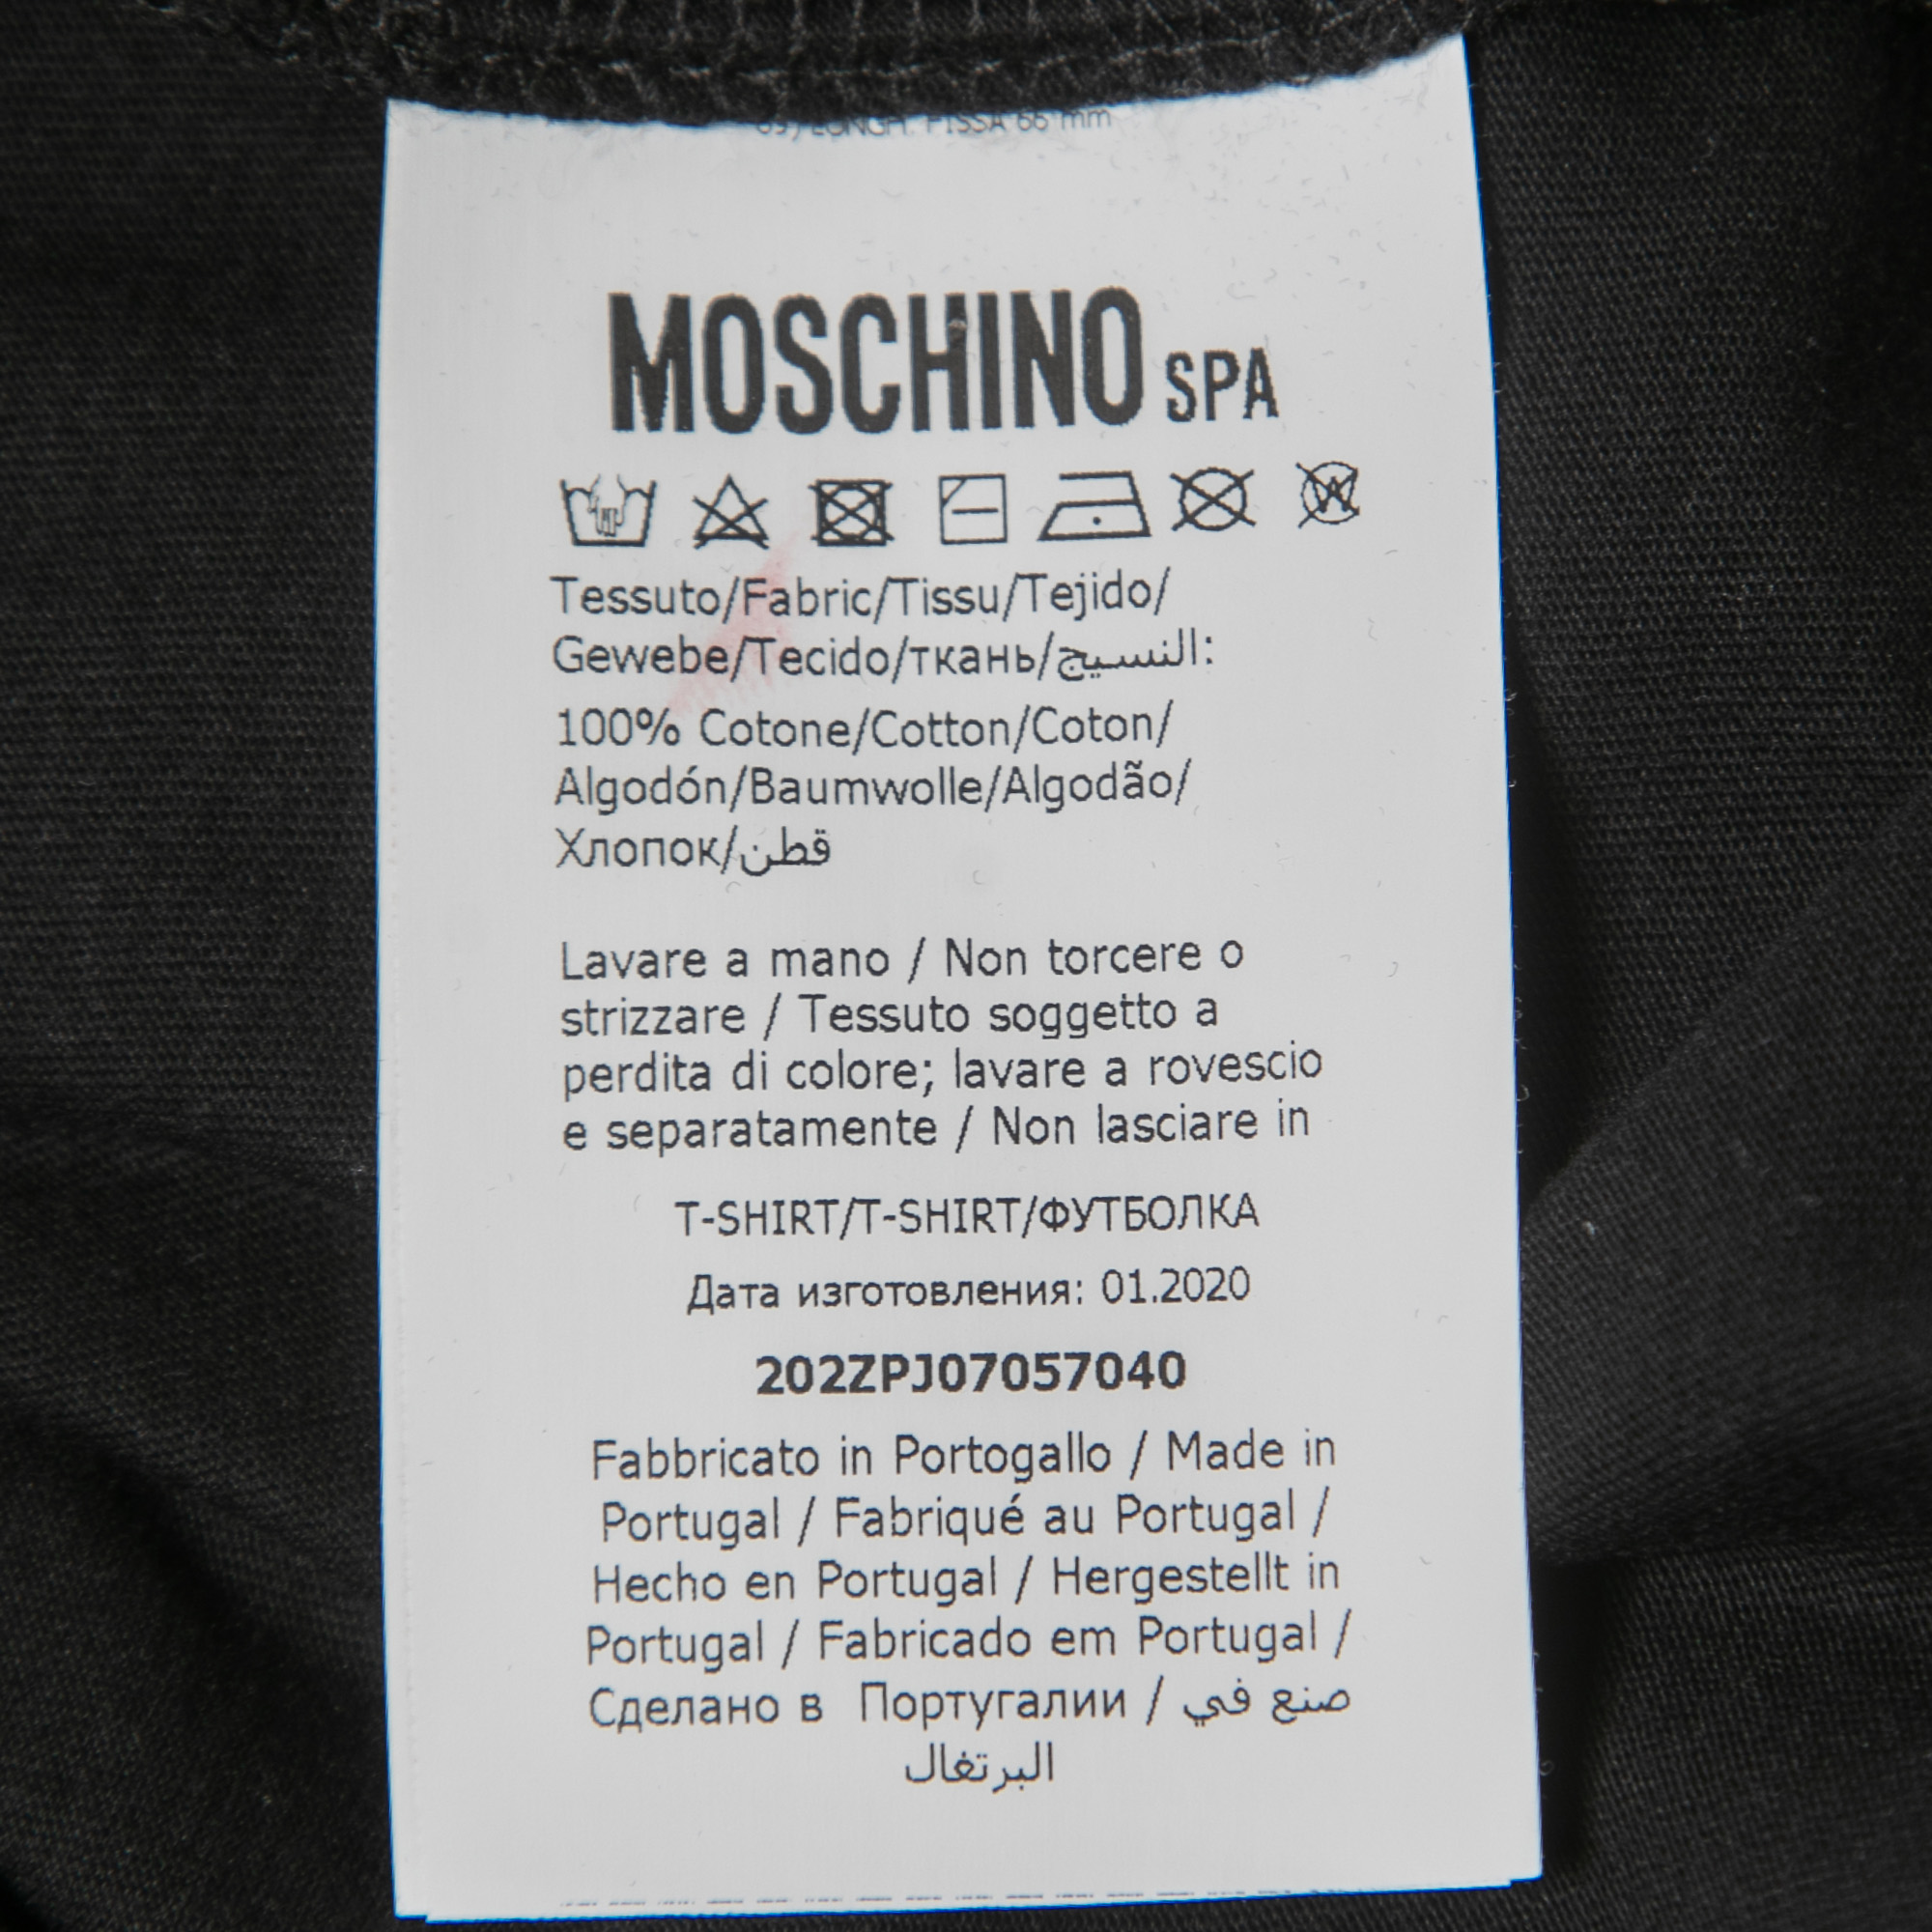 FISSA 66 mm
MOSCHINO SPA
Tessuto/Fabric/Tissu/Tejido/
Gewebe/Tecido/ткань/النسيج:
100% Cotone/Cotton/Coton/
Algodón/Baumwolle/Algodão/
Хлопок/قطن
Lavare a mano / Non torcere o
strizzare / Tessuto soggetto a
perdita di colore; lavare a rovescio
e separatamente / Non lasciare in
T-SHIRT/T-SHIRT/ФУТБОЛКА
Дата изготовления: 01.2020
202ZPJ07057040
Fabbricato in Portogallo / Made in
Portugal / Fabriqué au Portugal /
Hecho en Portugal / Hergestellt in
Portugal / Fabricado em Portugal /
Сделано в Португалии / صنع في
البرتغال